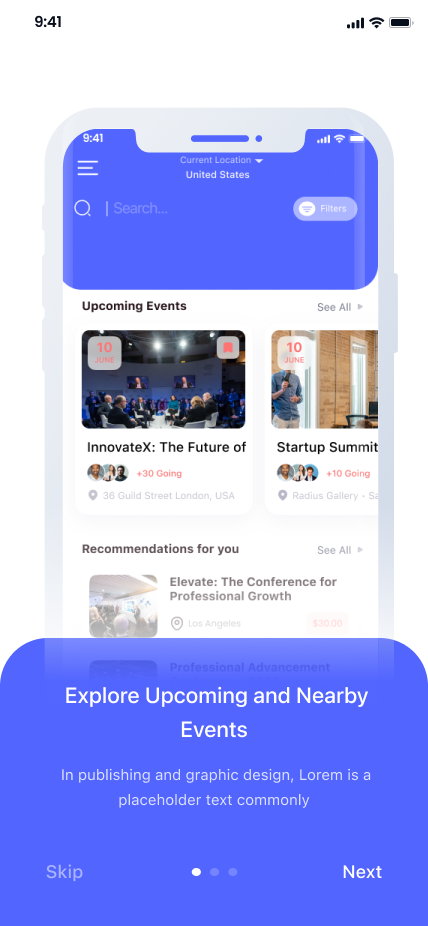 9:41
9:41
Current Location
United States
Search...
Filters
Upcoming Events
See All
10
JUNE
10
JUNE
InnovateX: The Future of
Startup Summit
+30 Going
+10 Going
36 Guild Street London, USA
Radius Gallery - Sa
Recommendations for you
See All
Elevate: The Conference for
Professional Growth
Los Angeles
$30.00
Professional Advancement
Explore Upcoming and Nearby
Events
In publishing and graphic design, Lorem is a
placeholder text commonly
Skip
Next